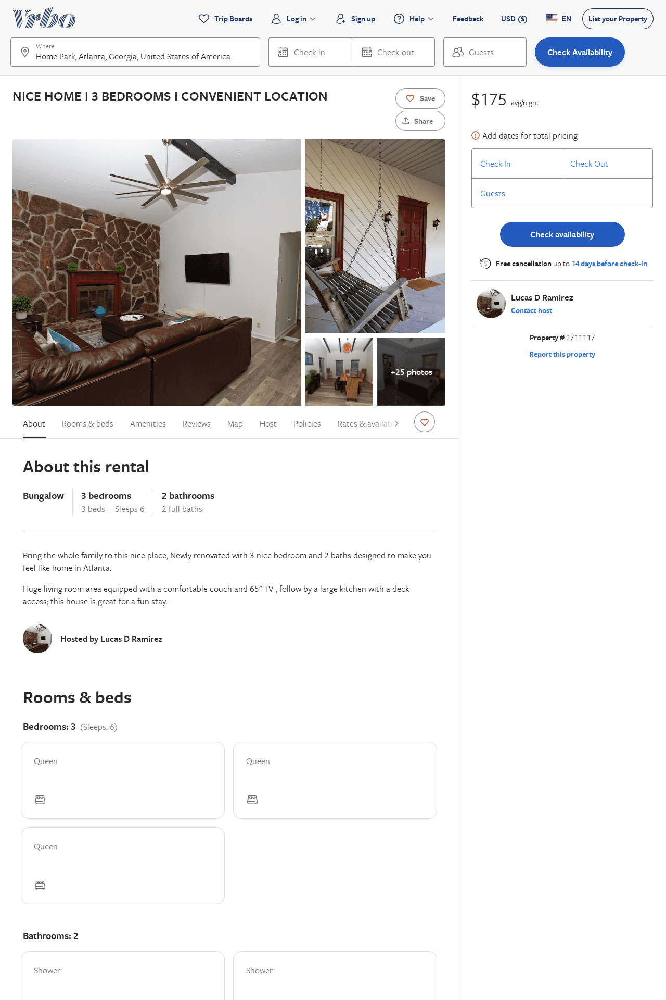 Vrbo
Trip Boards
Log in
Sign up
Help
Feedback
USD ($)
EN
List your Property
Where
Home Park, Atlanta, Georgia, United States of America
Check-in
Check-out
Guests
Check Availability
NICE HOME I 3 BEDROOMS I CONVENIENT LOCATION
Save
Share
+25 photos
$175 avg/night
Add dates for total pricing
Check In
Check Out
Guests
Check availability
Free cancellation up to 14 days before check-in
Lucas D Ramirez
Contact host
Property # 2711117
Report this property
About
Rooms & beds
Amenities
Reviews
Map
Host
Policies
Rates & availab
About this rental
Bungalow
3 bedrooms
3 beds · Sleeps 6
2 bathrooms
2 full baths
Bring the whole family to this nice place, Newly renovated with 3 nice bedroom and 2 baths designed to make you
feel like home in Atlanta.
Huge living room area equipped with a comfortable couch and 65" TV , follow by a large kitchen with a deck
access; this house is great for a fun stay.
Hosted by Lucas D Ramirez
Rooms & beds
Bedrooms: 3 (Sleeps: 6)
Queen
Queen
Queen
Bathrooms: 2
Shower
Shower